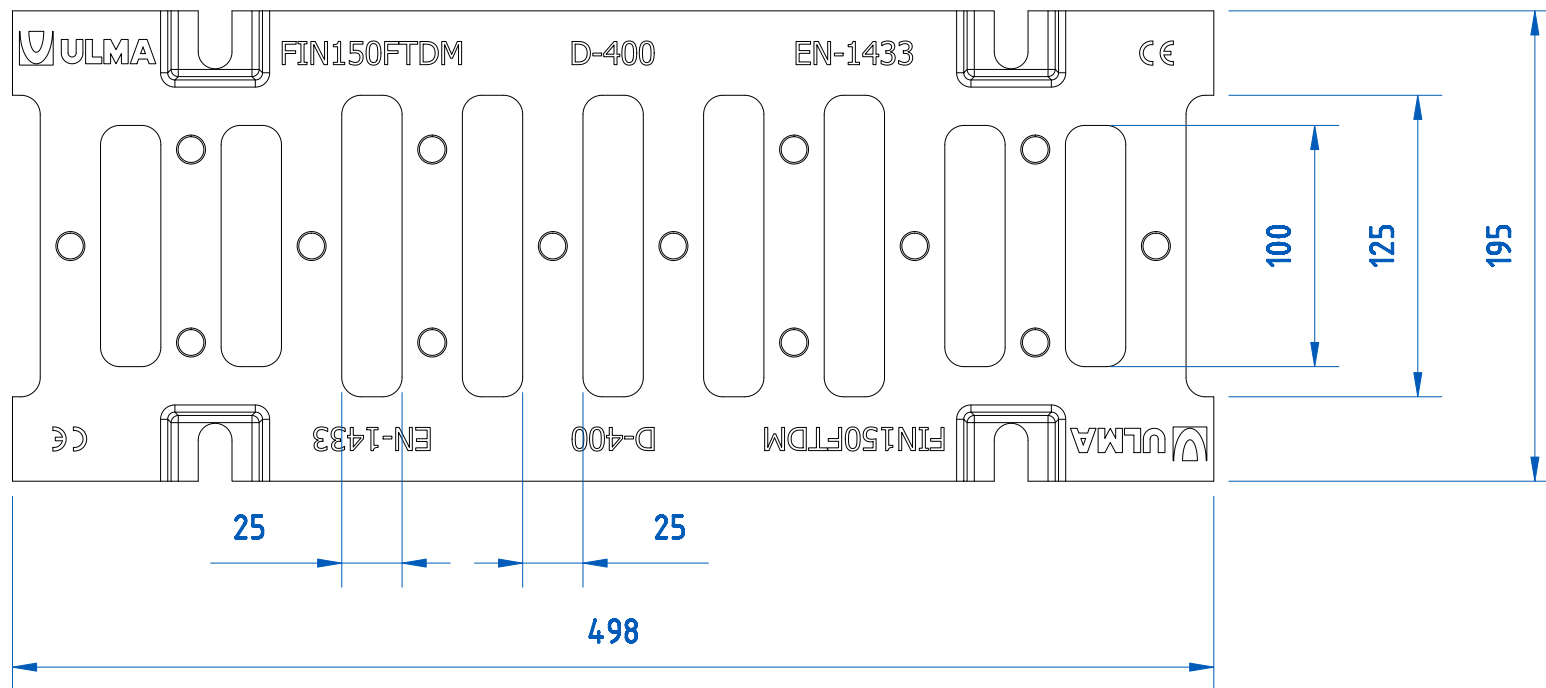 ULMA FIN150FTDM D-400 EN-1433 CE
100 125 195
ULMA FIN150FTDM D-400 EN-1433 CE
25 25
498